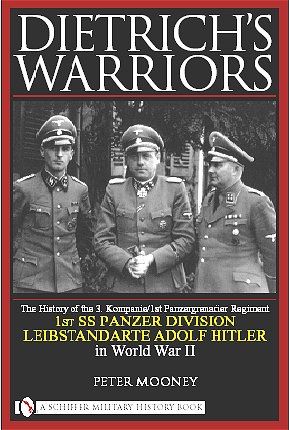 DIETRICH'S
WARRIORS
The History of the 3. Kompanie/1st Panzergrenadier Regiment
1ST SS PANZER DIVISION
LEIBSTANDARTE ADOLF HITLER
in World War II
PETER MOONEY
A SCHIFFER MILITARY HISTORY BOOK